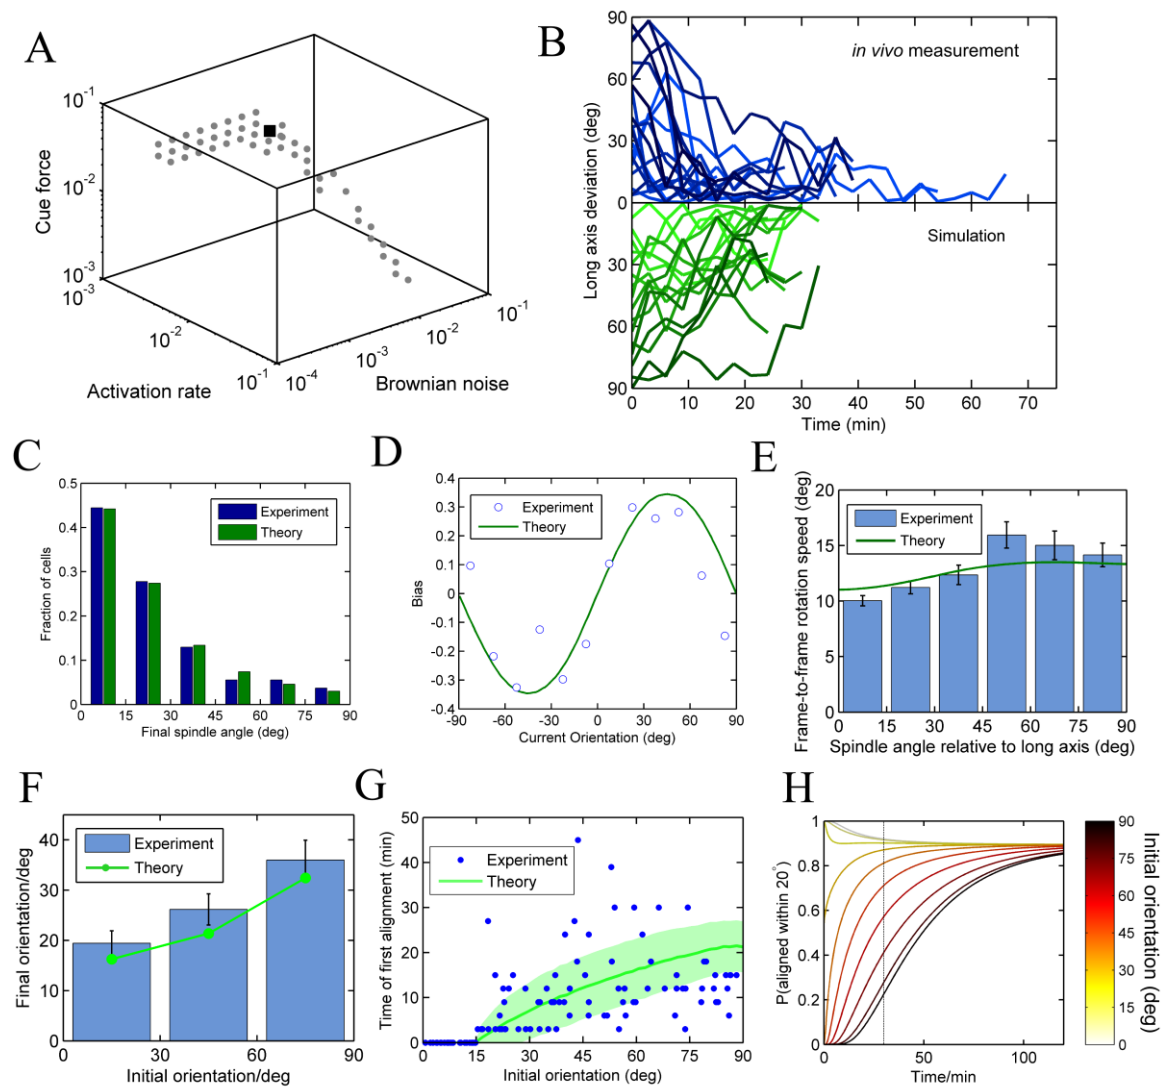 A
10^-1
10^-2
10^-3
Cue force
10^-3
10^-2
10^-1
Activation rate
10^-4
10^-3
10^-2
10^-1
Brownian noise
B
in vivo measurement
Simulation
90
60
30
0
30
60
90
Long axis deviation (deg)
0 10 20 30 40 50 60 70
Time (min)
C
Experiment
Theory
0.5
0.4
0.3
0.2
0.1
0
Fraction of cells
0 15 30 45 60 75 90
Final spindle angle (deg)
D
Experiment
Theory
0.4
0.3
0.2
0.1
0
-0.1
-0.2
-0.3
-0.4
Bias
-90 -60 -30 0 30 60 90
Current Orientation (deg)
E
Experiment
Theory
20
15
10
5
0
Frame-to-frame rotation speed (deg)
0 15 30 45 60 75 90
Spindle angle relative to long axis (deg)
F
Experiment
Theory
40
30
20
10
0
Final orientation/deg
0 30 60 90
Initial orientation/deg
G
Experiment
Theory
50
40
30
20
10
0
Time of first alignment (min)
0 15 30 45 60 75 90
Initial orientation (deg)
H
1
0.8
0.6
0.4
0.2
0
P(aligned within 20°)
0 50 100
Time/min
90
75
60
45
30
15
0
Initial orientation (deg)